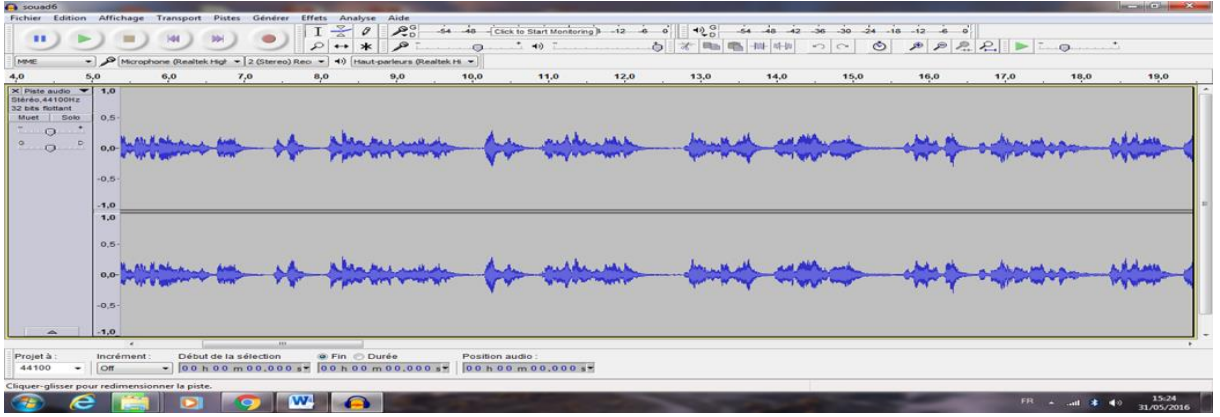 souad6
Fichier Edition Affichage Transport Pistes Générer Effets Analyse Aide
-54 -48 Click to Start Monitoring -12 -6 0 -54 -48 -42 -36 -30 -24 -18 -12 -6 0
MME Microphone (Realtek High 2 (Stereo) Reco Haut-parleurs (Realtek Hi
4,0 5,0 6,0 7,0 8,0 9,0 10,0 11,0 12,0 13,0 14,0 15,0 16,0 17,0 18,0 19,0
Piste audio
Stéréo,44100Hz
32 bits flottant
Muet Solo
G D
1,0
0,5
0,0
-0,5
-1,0
1,0
0,5
0,0
-0,5
-1,0
Projet à : Incrément : Début de la sélection Fin Durée Position audio :
44100 Off 00 h 00 m 00,000 s 00 h 00 m 00,000 s 00 h 00 m 00,000 s
Cliquer-glisser pour redimensionner la piste.
FR 15:24
31/05/2016